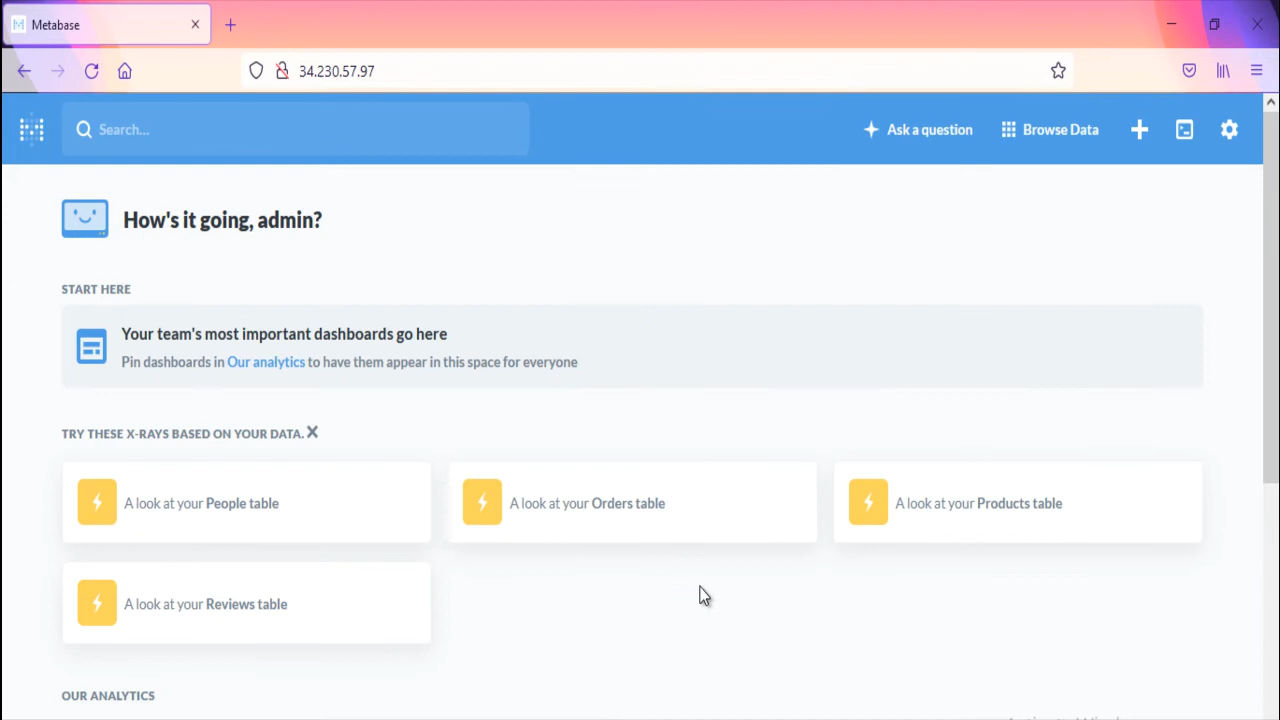 Metabase
34.230.57.97
Search...
Ask a question
Browse Data
How's it going, admin?
START HERE
Your team's most important dashboards go here
Pin dashboards in Our analytics to have them appear in this space for everyone
TRY THESE X-RAYS BASED ON YOUR DATA.
A look at your People table
A look at your Orders table
A look at your Products table
A look at your Reviews table
OUR ANALYTICS